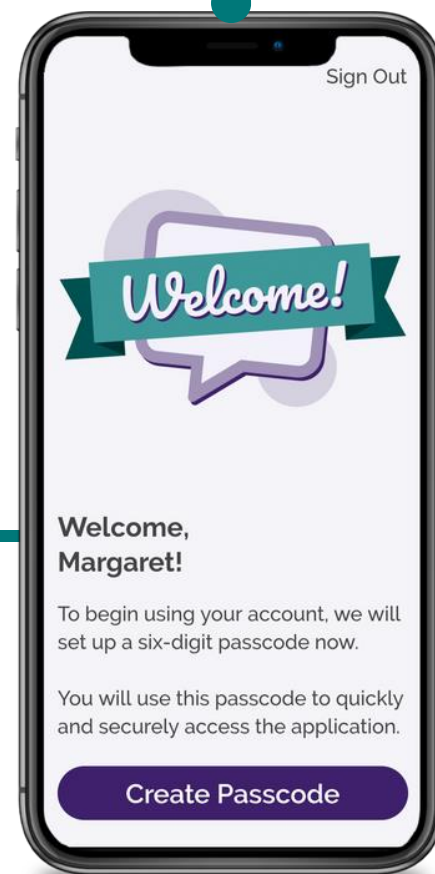 Sign Out
Welcome!
Welcome,
Margaret!
To begin using your account, we will
set up a six-digit passcode now.
You will use this passcode to quickly
and securely access the application.
Create Passcode